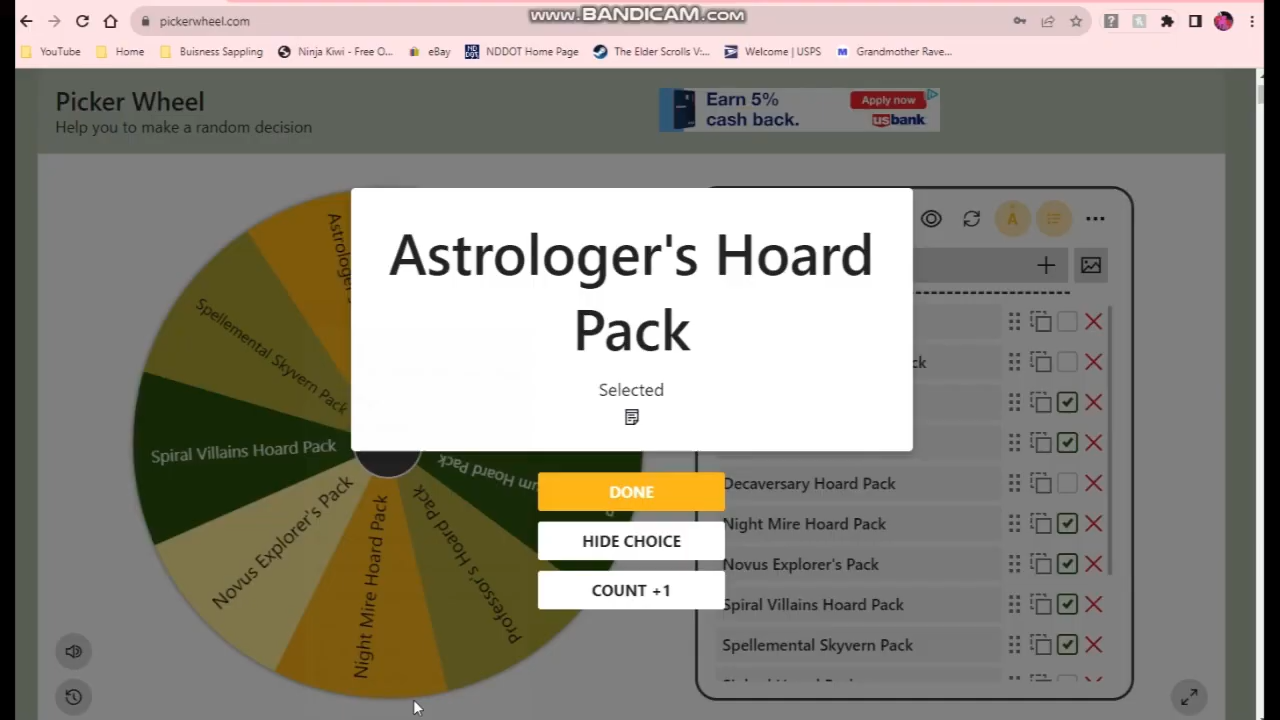 www.BANDICAM.com
pickerwheel.com
YouTube
Home
Buisness Sappling
Ninja Kiwi - Free O...
eBay
NDDOT Home Page
The Elder Scrolls V:...
Welcome | USPS
Grandmother Rave...
Picker Wheel
Help you to make a random decision
Earn 5%
cash back.
Apply now
usbank
Astrologer's Hoard
Pack
Selected
DONE
HIDE CHOICE
COUNT +1
Astrologer's
Spellemental Skyvern Pack
Spiral Villains Hoard Pack
Novus Explorer's Pack
Night Mire Hoard Pack
Professor's Hoard Pack
Hoard Pack
A
Decaversary Hoard Pack
Night Mire Hoard Pack
Novus Explorer's Pack
Spiral Villains Hoard Pack
Spellemental Skyvern Pack